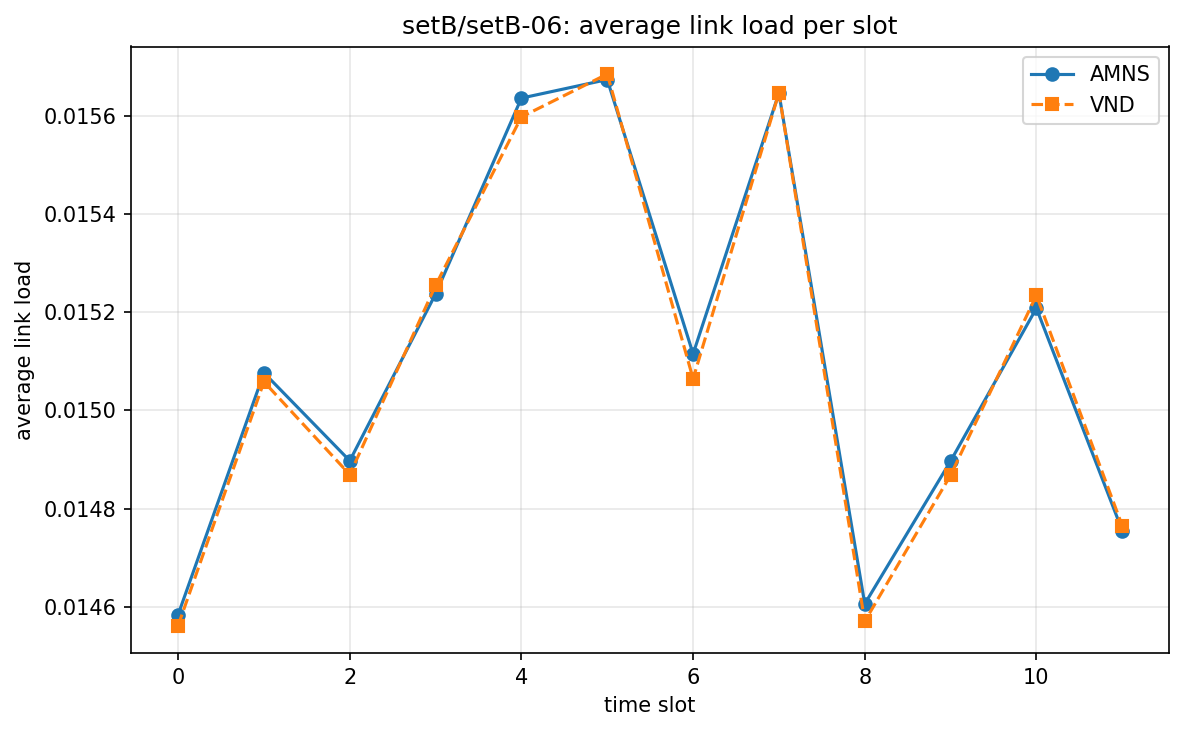 setB/setB-06: average link load per slot
AMNS
VND
average link load
0.0156
0.0154
0.0152
0.0150
0.0148
0.0146
0 2 4 6 8 10
time slot